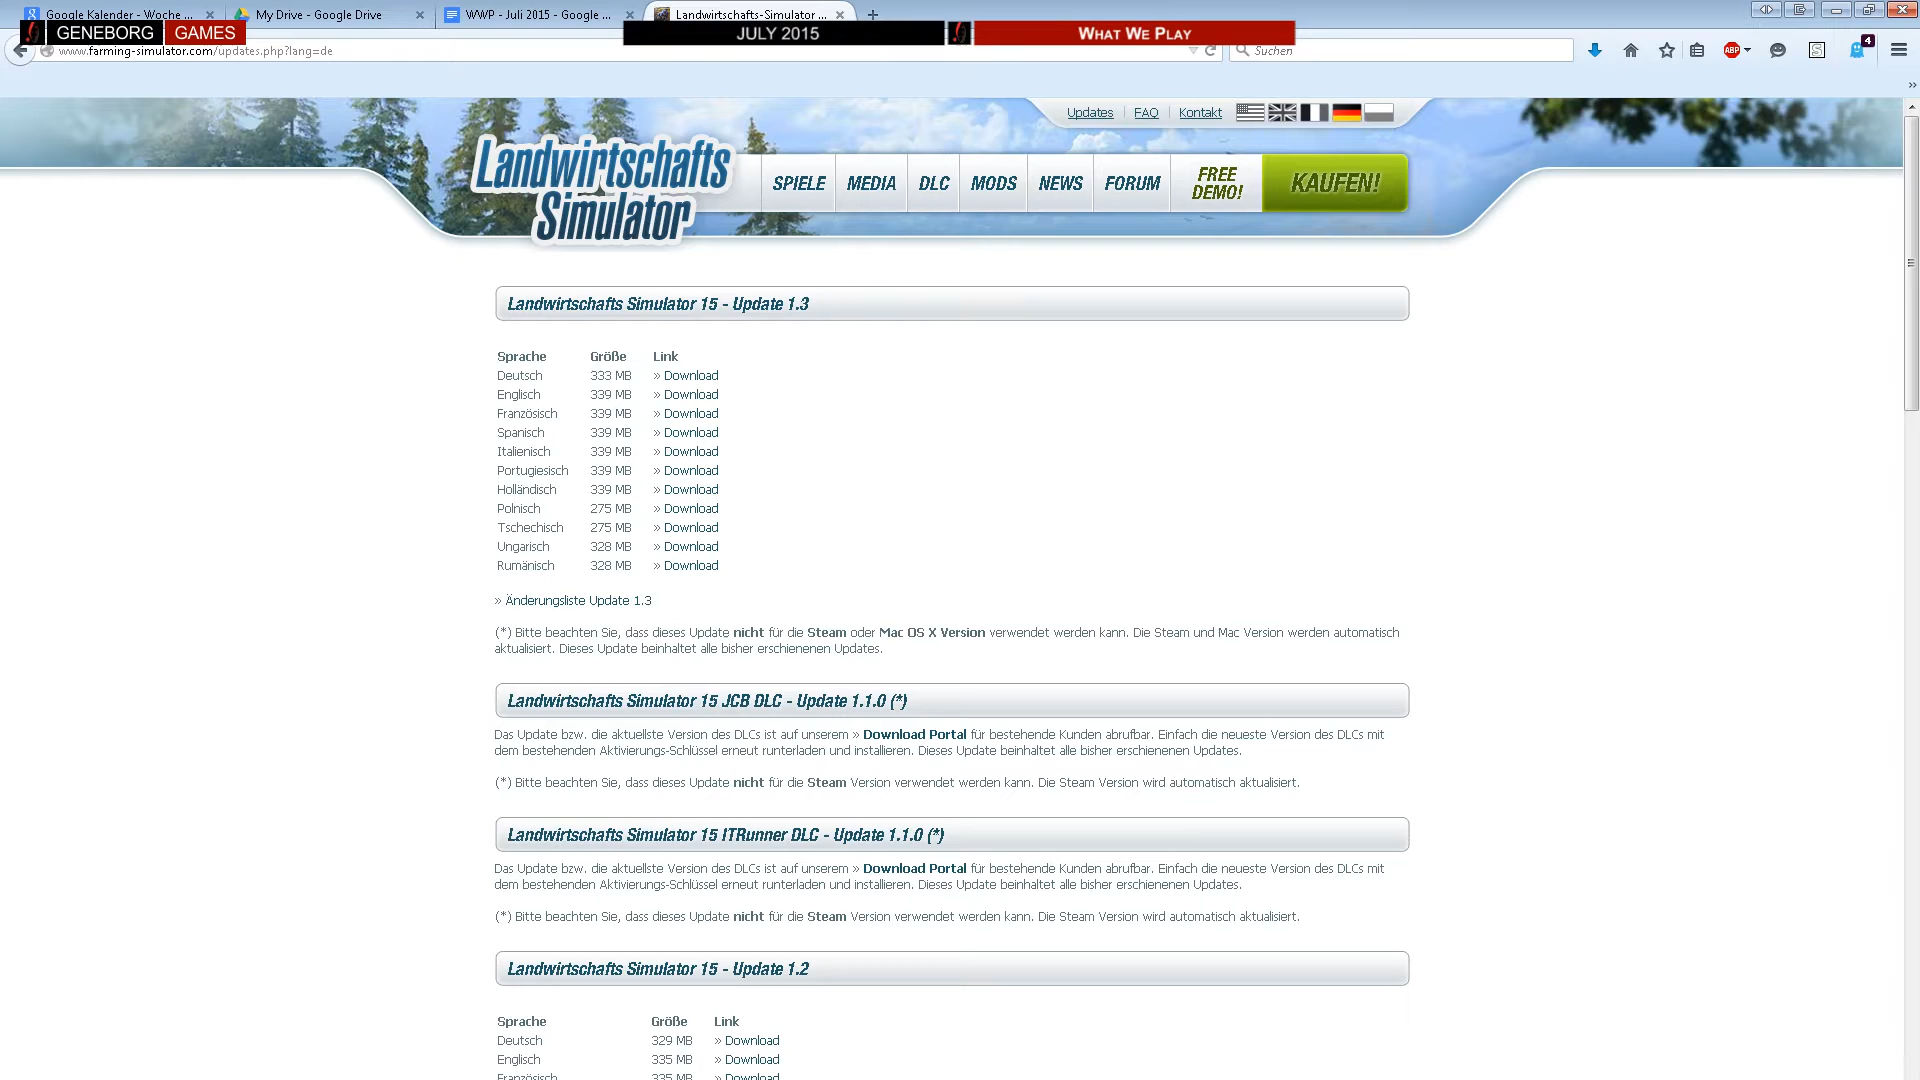 Google Kalender - Woche ...
My Drive - Google Drive
WWP - Juli 2015 - Google ...
Landwirtschafts-Simulator ...
GENEBORG GAMES
JULY 2015
WHAT WE PLAY
www.farming-simulator.com/updates.php?lang=de
Suchen
ABP
4
Updates
FAQ
Kontakt
Landwirtschafts
Simulator
SPIELE
MEDIA
DLC
MODS
NEWS
FORUM
FREE
DEMO!
KAUFEN!
Landwirtschafts Simulator 15 - Update 1.3
Sprache Größe Link
Deutsch 333 MB » Download
Englisch 339 MB » Download
Französisch 339 MB » Download
Spanisch 339 MB » Download
Italienisch 339 MB » Download
Portugiesisch 339 MB » Download
Holländisch 339 MB » Download
Polnisch 275 MB » Download
Tschechisch 275 MB » Download
Ungarisch 328 MB » Download
Rumänisch 328 MB » Download
» Änderungsliste Update 1.3
(*) Bitte beachten Sie, dass dieses Update nicht für die Steam oder Mac OS X Version verwendet werden kann. Die Steam und Mac Version werden automatisch
aktualisiert. Dieses Update beinhaltet alle bisher erschienenen Updates.
Landwirtschafts Simulator 15 JCB DLC - Update 1.1.0 (*)
Das Update bzw. die aktuellste Version des DLCs ist auf unserem » Download Portal für bestehende Kunden abrufbar. Einfach die neueste Version des DLCs mit
dem bestehenden Aktivierungs-Schlüssel erneut runterladen und installieren. Dieses Update beinhaltet alle bisher erschienenen Updates.
(*) Bitte beachten Sie, dass dieses Update nicht für die Steam Version verwendet werden kann. Die Steam Version wird automatisch aktualisiert.
Landwirtschafts Simulator 15 ITRunner DLC - Update 1.1.0 (*)
Das Update bzw. die aktuellste Version des DLCs ist auf unserem » Download Portal für bestehende Kunden abrufbar. Einfach die neueste Version des DLCs mit
dem bestehenden Aktivierungs-Schlüssel erneut runterladen und installieren. Dieses Update beinhaltet alle bisher erschienenen Updates.
(*) Bitte beachten Sie, dass dieses Update nicht für die Steam Version verwendet werden kann. Die Steam Version wird automatisch aktualisiert.
Landwirtschafts Simulator 15 - Update 1.2
Sprache Größe Link
Deutsch 329 MB » Download
Englisch 335 MB » Download
Französisch 335 MB » Download